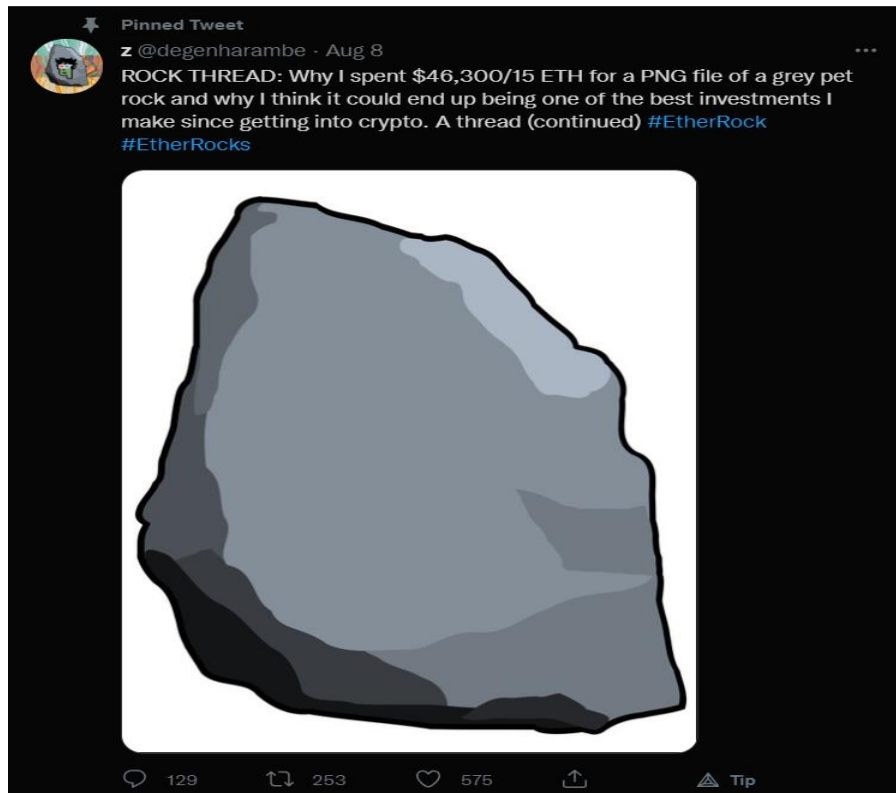 Pinned Tweet
z @degenharambe · Aug 8
ROCK THREAD: Why I spent $46,300/15 ETH for a PNG file of a grey pet
rock and why I think it could end up being one of the best investments I
make since getting into crypto. A thread (continued) #EtherRock
#EtherRocks
129 253 575 Tip